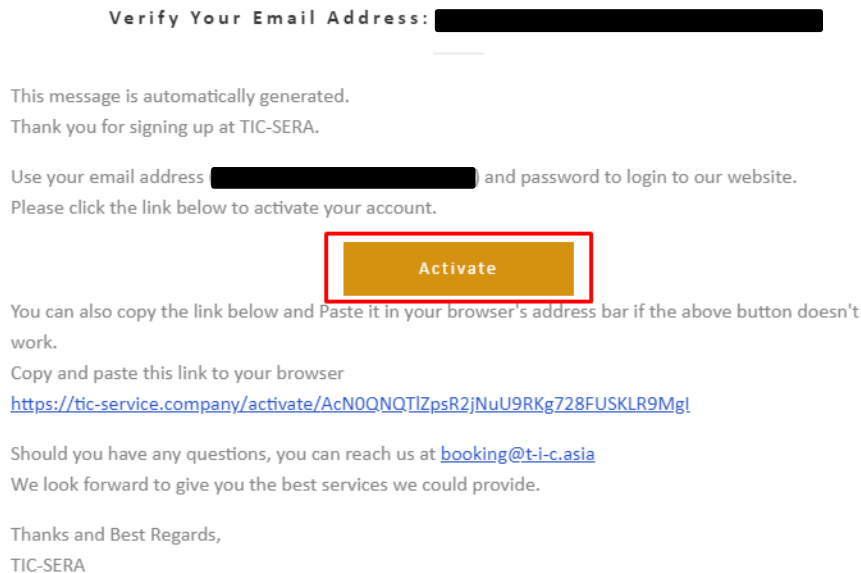 Verify Your Email Address:
This message is automatically generated.
Thank you for signing up at TIC-SERA.
Use your email address ( ) and password to login to our website.
Please click the link below to activate your account.
Activate
You can also copy the link below and Paste it in your browser's address bar if the above button doesn't
work.
Copy and paste this link to your browser
https://tic-service.company/activate/AcN0QNQTlZpsR2jNuU9RKg728FUSKLR9MgI
Should you have any questions, you can reach us at booking@t-i-c.asia
We look forward to give you the best services we could provide.
Thanks and Best Regards,
TIC-SERA